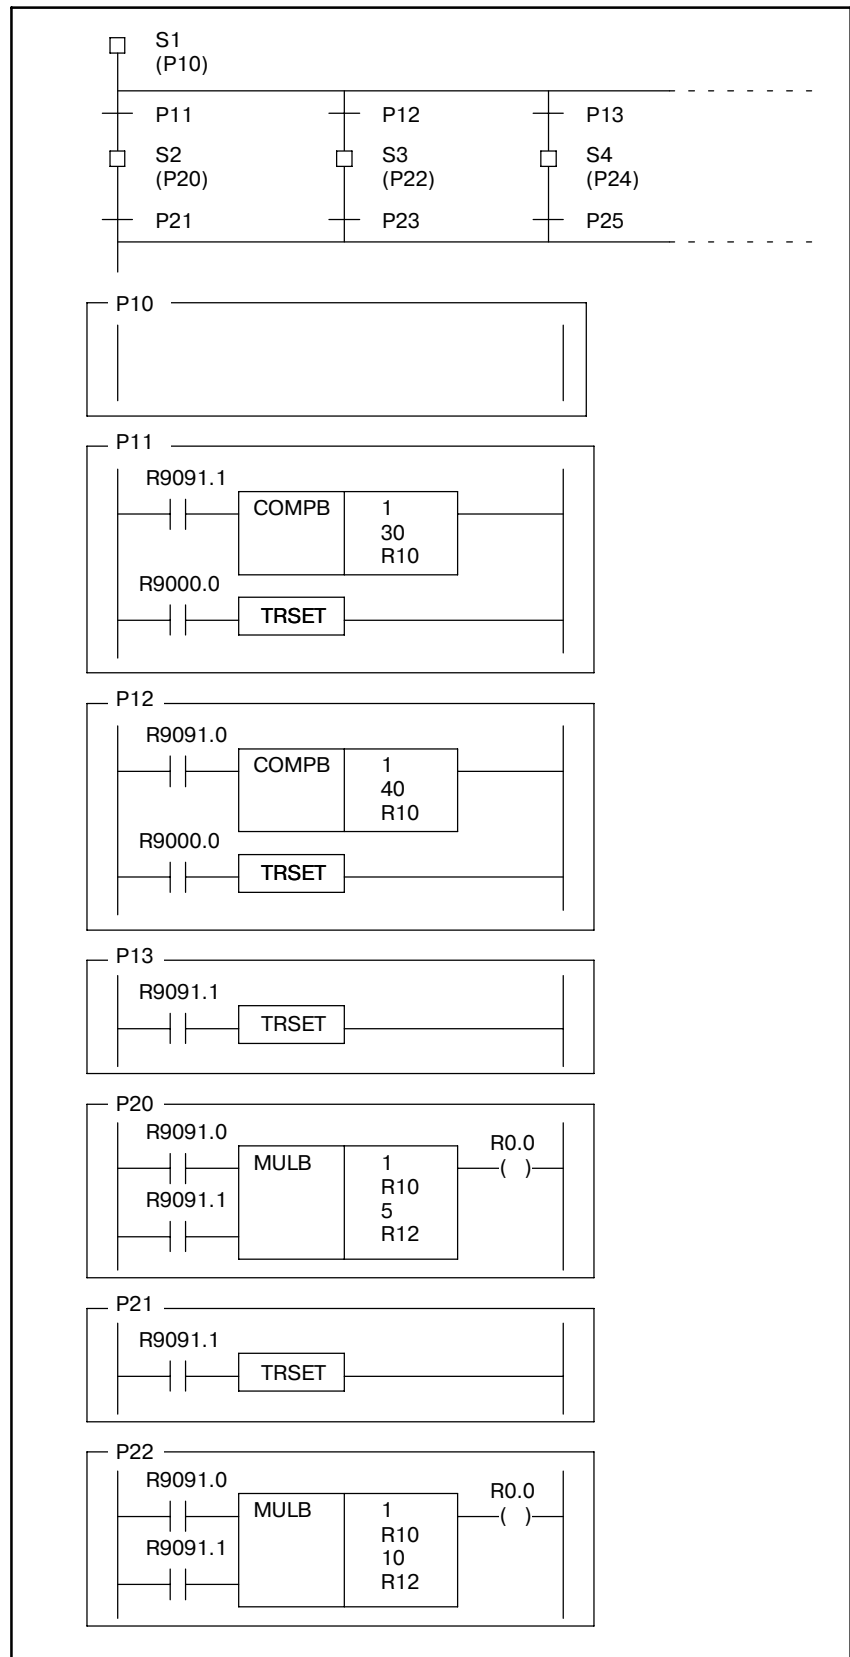 S1
(P10)
P11 P12 P13
S2 S3 S4
(P20) (P22) (P24)
P21 P23 P25
P10
P11
R9091.1
COMPB 1
30
R10
R9000.0
TRSET
P12
R9091.0
COMPB 1
40
R10
R9000.0
TRSET
P13
R9091.1
TRSET
P20
R9091.0
R0.0
MULB 1
( )
R10
R9091.1
5
R12
P21
R9091.1
TRSET
P22
R9091.0
R0.0
MULB 1
( )
R10
R9091.1
10
R12